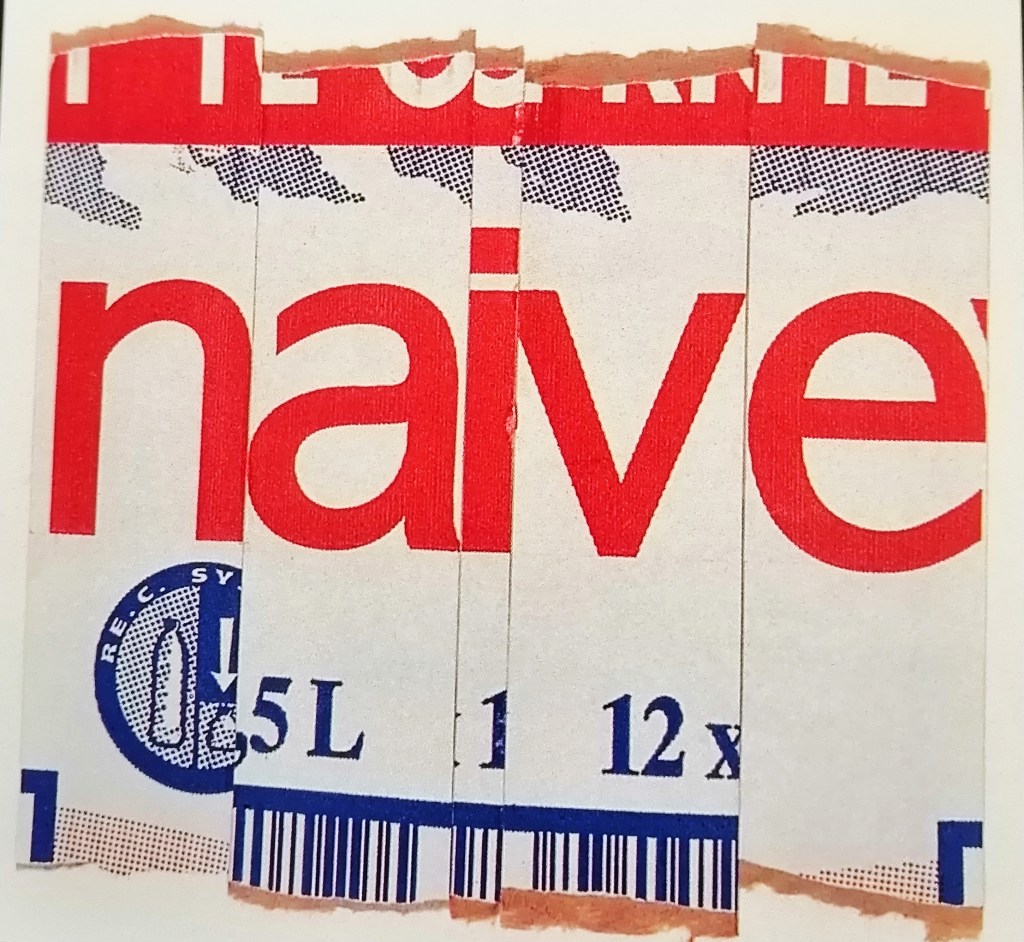 naive
RE.C. SY
5 L 1 12 x